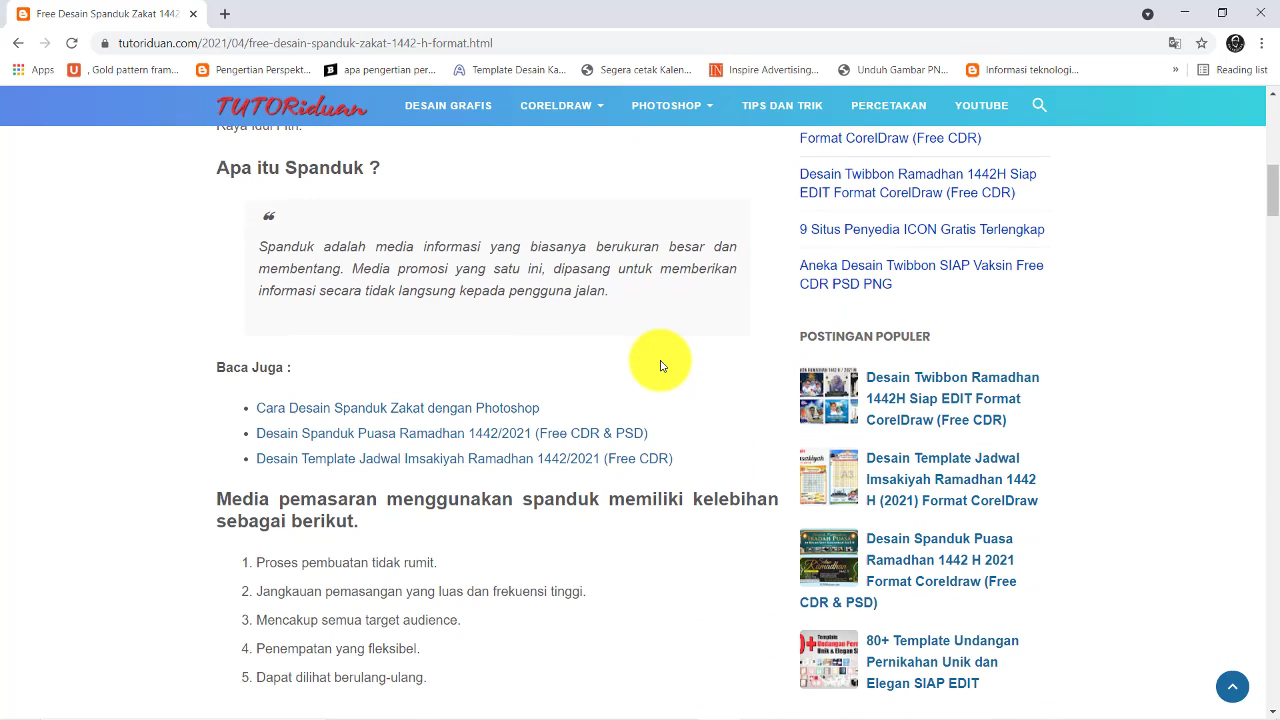 Free Desain Spanduk Zakat 1442
tutoriduan.com/2021/04/free-desain-spanduk-zakat-1442-h-format.html
Apps
, Gold pattern fram...
Pengertian Perspekt...
apa pengertian per...
Template Desain Ka...
Segera cetak Kalen...
Inspire Advertising,...
Unduh Gambar PN...
Informasi teknologi...
»
Reading list
TUTORiduan
DESAIN GRAFIS
CORELDRAW
PHOTOSHOP
TIPS DAN TRIK
PERCETAKAN
YOUTUBE
Raya Idul Fitri.
Apa itu Spanduk ?
❝
Spanduk adalah media informasi yang biasanya berukuran besar dan
membentang. Media promosi yang satu ini, dipasang untuk memberikan
informasi secara tidak langsung kepada pengguna jalan.
Baca Juga :
• Cara Desain Spanduk Zakat dengan Photoshop
• Desain Spanduk Puasa Ramadhan 1442/2021 (Free CDR & PSD)
• Desain Template Jadwal Imsakiyah Ramadhan 1442/2021 (Free CDR)
Media pemasaran menggunakan spanduk memiliki kelebihan
sebagai berikut.
1. Proses pembuatan tidak rumit.
2. Jangkauan pemasangan yang luas dan frekuensi tinggi.
3. Mencakup semua target audience.
4. Penempatan yang fleksibel.
5. Dapat dilihat berulang-ulang.
Format CorelDraw (Free CDR)
Desain Twibbon Ramadhan 1442H Siap
EDIT Format CorelDraw (Free CDR)
9 Situs Penyedia ICON Gratis Terlengkap
Aneka Desain Twibbon SIAP Vaksin Free
CDR PSD PNG
POSTINGAN POPULER
Desain Twibbon Ramadhan
1442H Siap EDIT Format
CorelDraw (Free CDR)
Desain Template Jadwal
Imsakiyah Ramadhan 1442
H (2021) Format CorelDraw
Desain Spanduk Puasa
Ramadhan 1442 H 2021
Format Coreldraw (Free
CDR & PSD)
80+ Template Undangan
Pernikahan Unik dan
Elegan SIAP EDIT